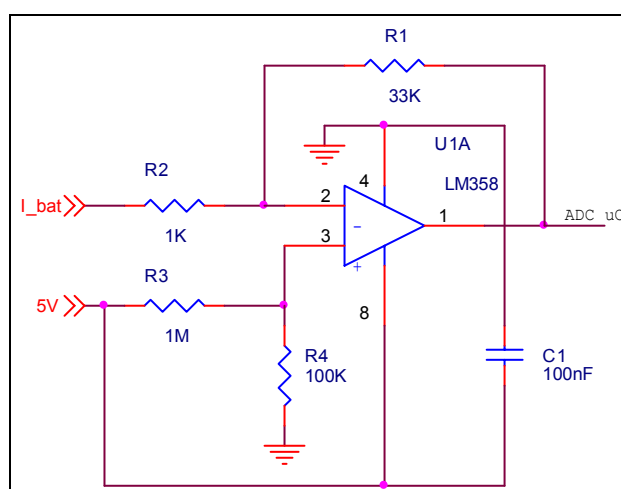 R1
33K
U1A
LM358
R2
4
I_bat
2
1
ADC uC
1K
-
3
R3
+
5V
8
1M
R4
100K
C1
100nF